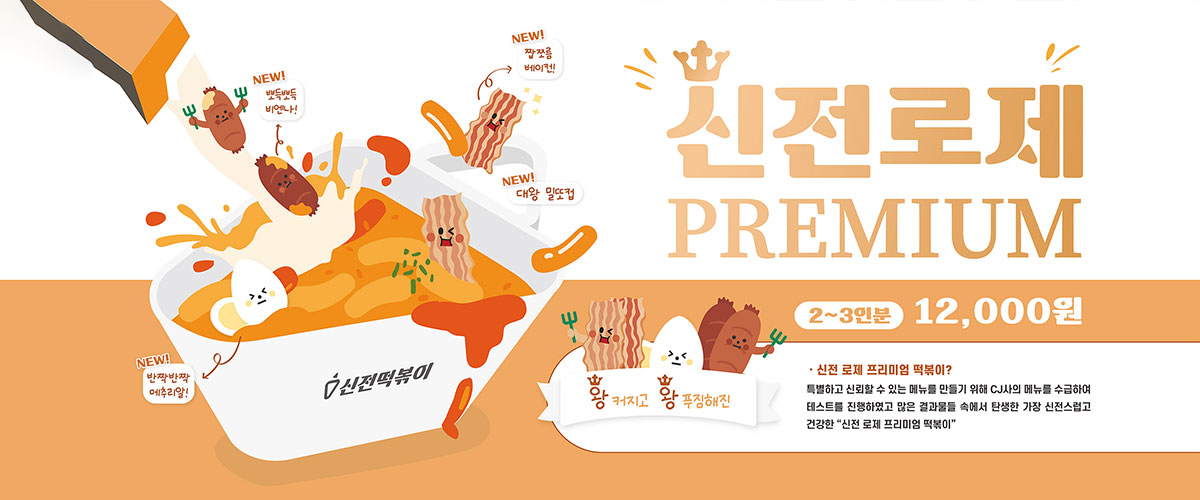 NEW!
짭쪼름
베이컨!
NEW!
뽀득뽀득
비엔나!
NEW!
대왕 밀또컵
신전로제
PREMIUM
2~3인분 12,000원
NEW!
반짝반짝
메추리알!
신전떡볶이
왕 커지고 왕 푸짐해진
· 신전 로제 프리미엄 떡볶이?
특별하고 신뢰할 수 있는 메뉴를 만들기 위해 CJ사의 메뉴를 수급하여
테스트를 진행하였고 많은 결과물들 속에서 탄생한 가장 신전스럽고
건강한 “신전 로제 프리미엄 떡볶이”